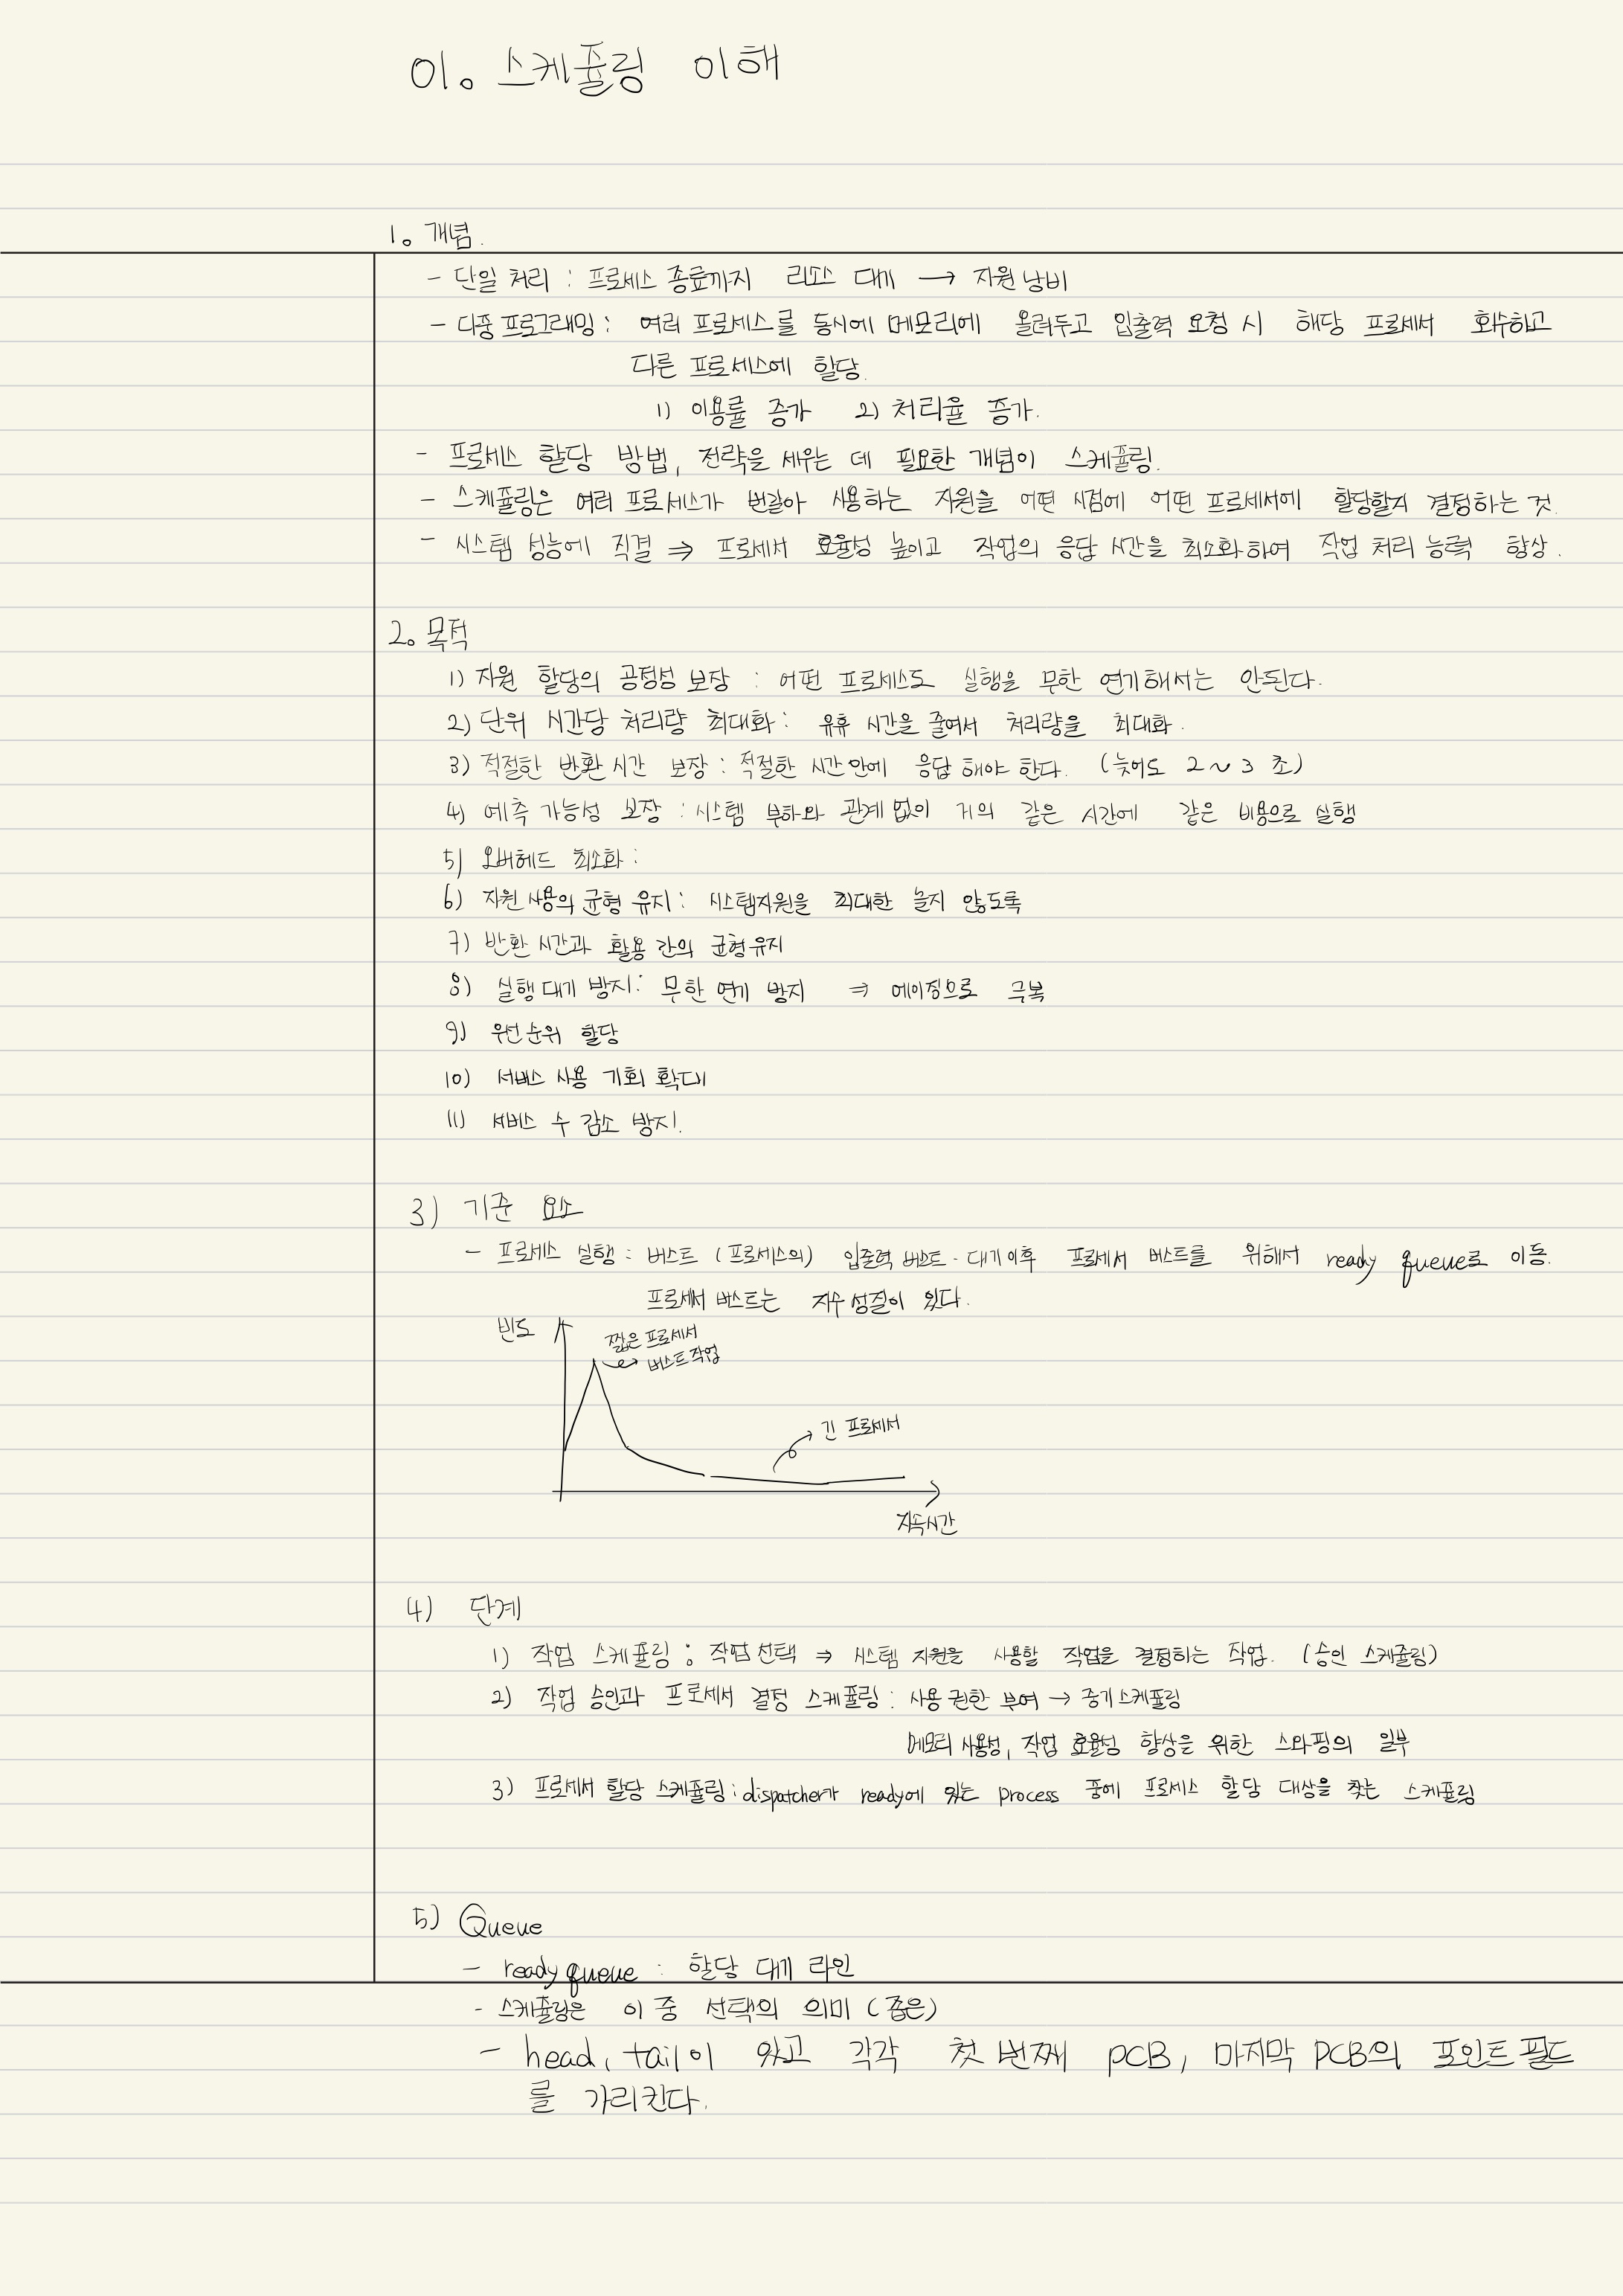 01. 스케쥴링 이해
1. 개념.
- 단일 처리 : 프로세스 종료까지 리소스 대기 → 자원 낭비
- 다중 프로그래밍 : 여러 프로세스를 동시에 메모리에 올려두고 입출력 요청 시 해당 프로세서 회수하고
다른 프로세스에 할당.
1) 이용률 증가 2) 처리율 증가.
- 프로세스 할당 방법, 전략을 세우는 데 필요한 개념이 스케쥴링.
- 스케쥴링은 여러 프로세스가 번갈아 사용하는 자원을 어떤 시점에 어떤 프로세서에 할당할지 결정하는 것.
- 시스템 성능에 직결 ⇒ 프로세서 효율성 높이고 작업의 응답 시간을 최소화하여 작업 처리 능력 향상.
2. 목적
1) 자원 할당의 공정성 보장 : 어떤 프로세스도 실행을 무한 연기해서는 안된다.
2) 단위 시간당 처리량 최대화 : 유휴 시간을 줄여서 처리량을 최대화.
3) 적절한 반환 시간 보장 : 적절한 시간 안에 응답 해야 한다. (늦어도 2~3 초)
4) 예측 가능성 보장 : 시스템 부하와 관계 없이 거의 같은 시간에 같은 비용으로 실행
5) 오버헤드 최소화 :
6) 자원 사용의 균형 유지 : 시스템자원을 최대한 놀지 않도록
7) 반환 시간과 활용 간의 균형유지
8) 실행 대기 방지 : 무한 연기 방지 ⇒ 에이징으로 극복
9) 우선 순위 할당
10) 서비스 사용 기회 확대
11) 서비스 수 감소 방지.
3) 기준 요소
- 프로세스 실행 : 버스트 (프로세스의) 입출력 버스트 - 대기 이후 프로세서 버스트를 위해서 ready queue로 이동.
프로세서 버스트는 지수 성질이 있다.
빈도
짧은 프로세서
버스트 작업
긴 프로세서
지속시간
4) 단계
1) 작업 스케쥴링 : 작업 선택 ⇒ 시스템 자원을 사용할 작업을 결정하는 작업. (승인 스케쥴링)
2) 작업 승인과 프로세서 결정 스케쥴링 : 사용 권한 부여 → 중기 스케쥴링
메모리 사용성, 작업 효율성 향상을 위한 스와핑의 일부
3) 프로세서 할당 스케쥴링 : dispatcher가 ready에 있는 process 중에 프로세스 할당 대상을 찾는 스케쥴링
5) Queue
- ready queue : 할당 대기 라인
- 스케쥴링은 이 중 선택의 의미 (좁은)
- head, tail이 있고 각각 첫 번째 PCB, 마지막 PCB의 포인트 필드
를 가리킨다.